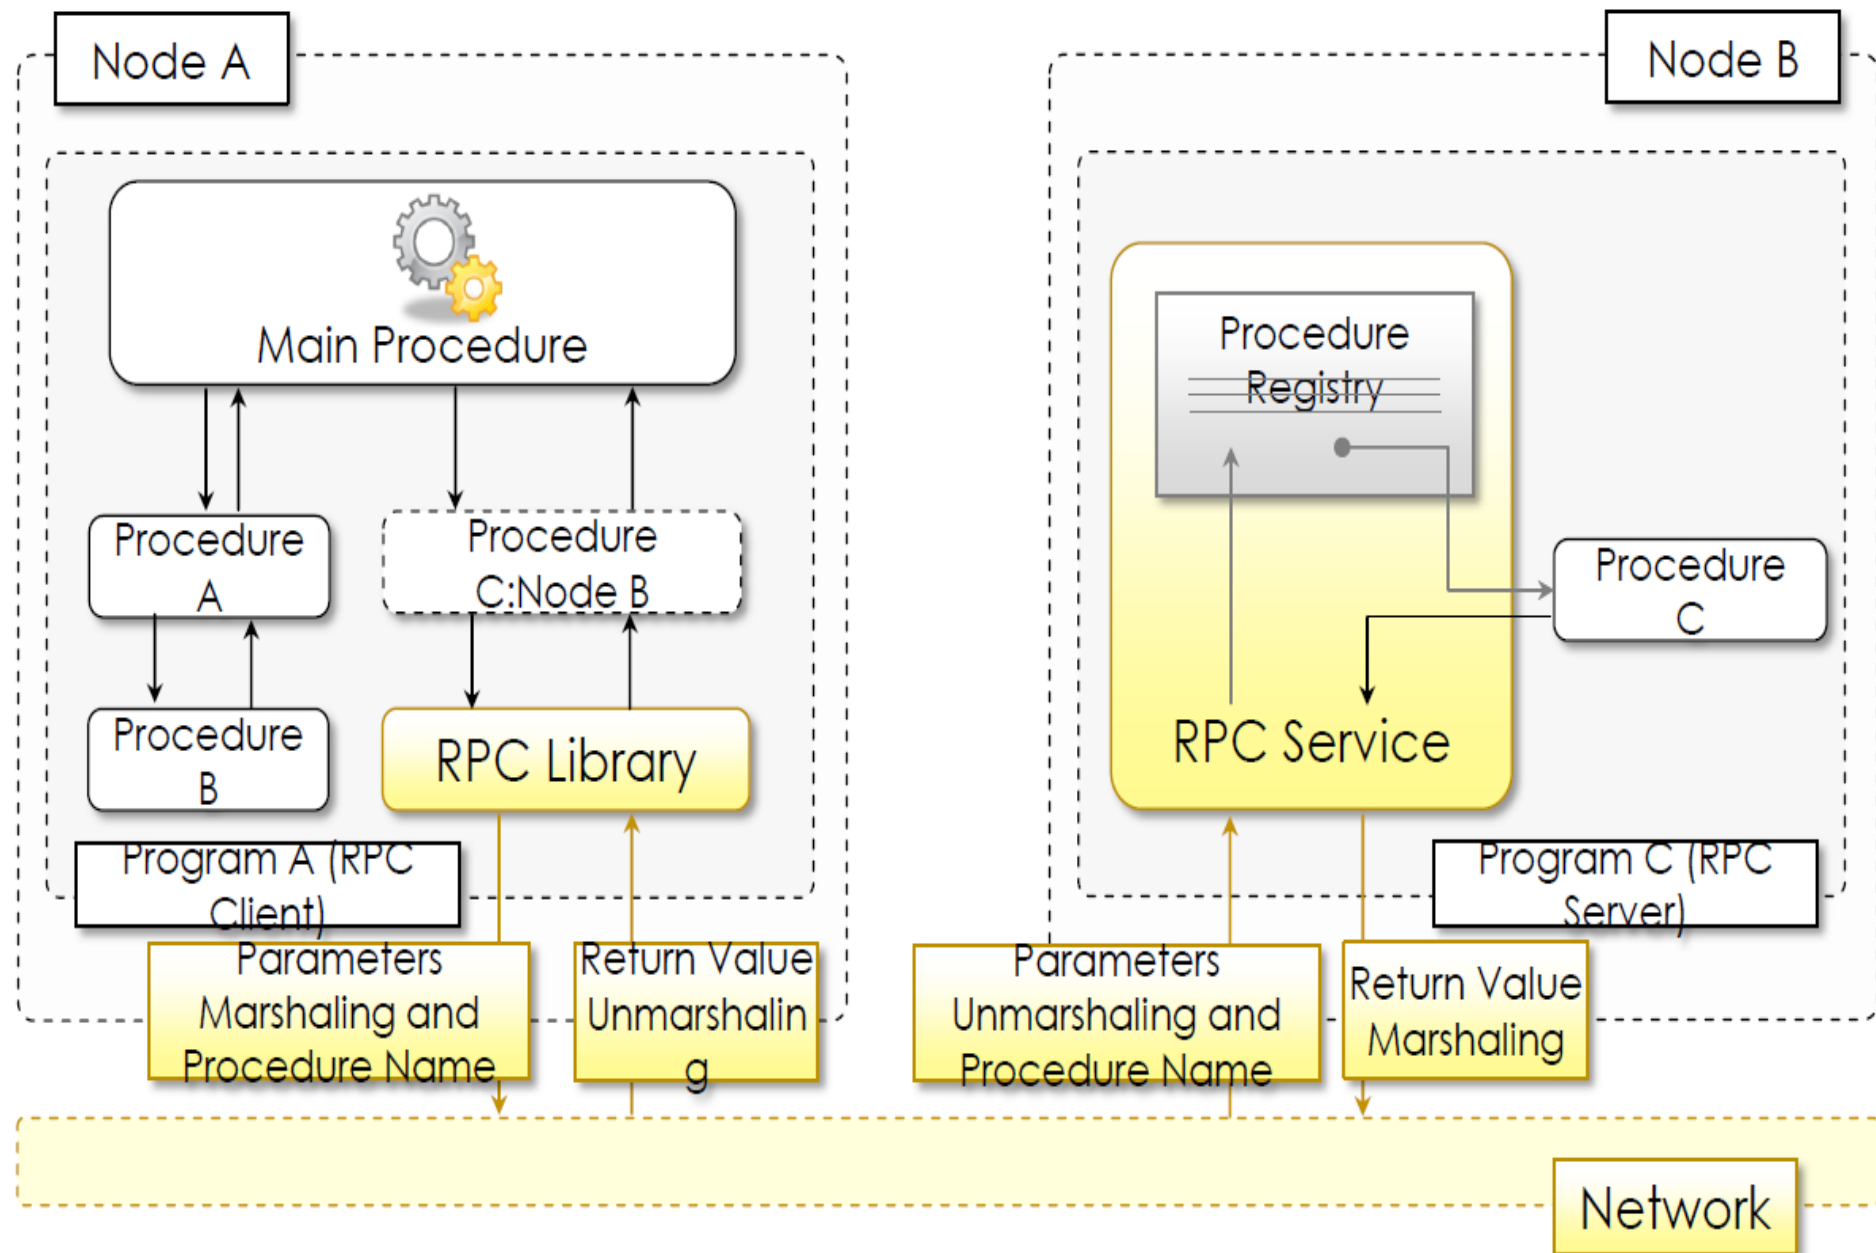 Node A
Node B
Main Procedure
Procedure
Registry
Procedure
A
Procedure
C:Node B
Procedure
C
Procedure
B
RPC Library
RPC Service
Program A (RPC
Client)
Program C (RPC
Server)
Parameters
Marshaling and
Procedure Name
Return Value
Unmarshalin
g
Parameters
Unmarshaling and
Procedure Name
Return Value
Marshaling
Network